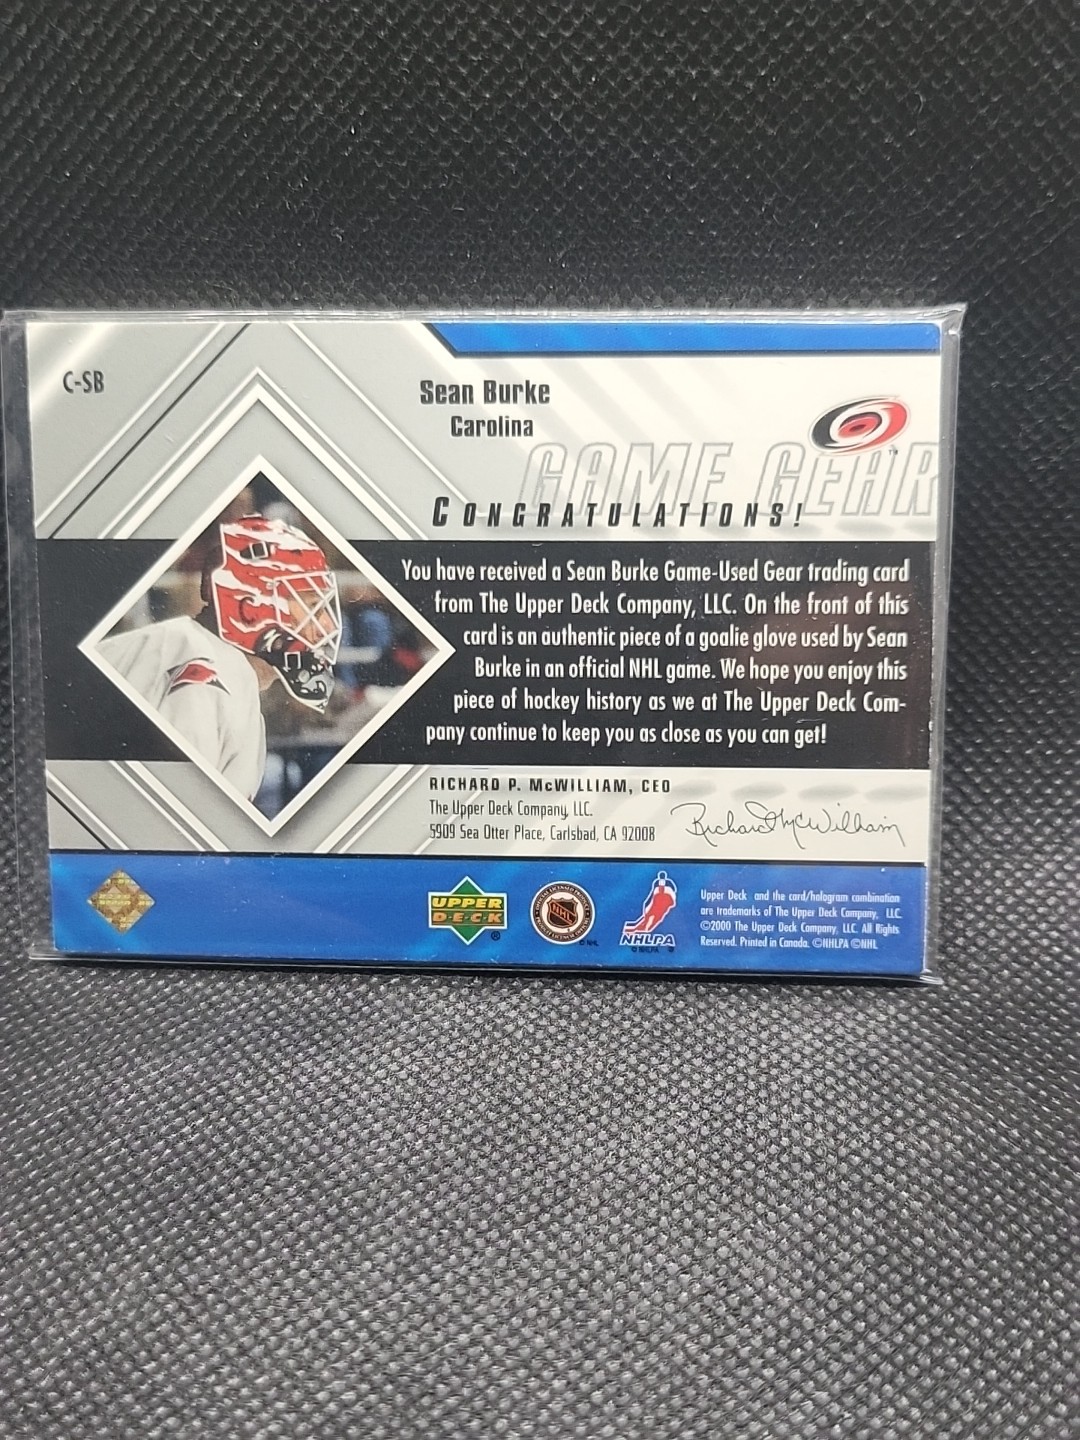 C-SB
Sean Burke
Carolina
TM
GAME GEAR
CONGRATULATIONS!
You have received a Sean Burke Game-Used Gear trading card
from The Upper Deck Company, LLC. On the front of this
card is an authentic piece of a goalie glove used by Sean
Burke in an official NHL game. We hope you enjoy this
piece of hockey history as we at The Upper Deck Com-
pany continue to keep you as close as you can get!
RICHARD P. McWILLIAM, CEO
The Upper Deck Company, LLC.
5909 Sea Otter Place, Carlsbad, CA 92008
Richard McWilliam
UPPER
DECK
®
NHL
© NHL
NHLPA
© NHLPA
Upper Deck and the card/hologram combination
are trademarks of The Upper Deck Company, LLC.
©2000 The Upper Deck Company, LLC. All Rights
Reserved. Printed in Canada. ©NHLPA ©NHL